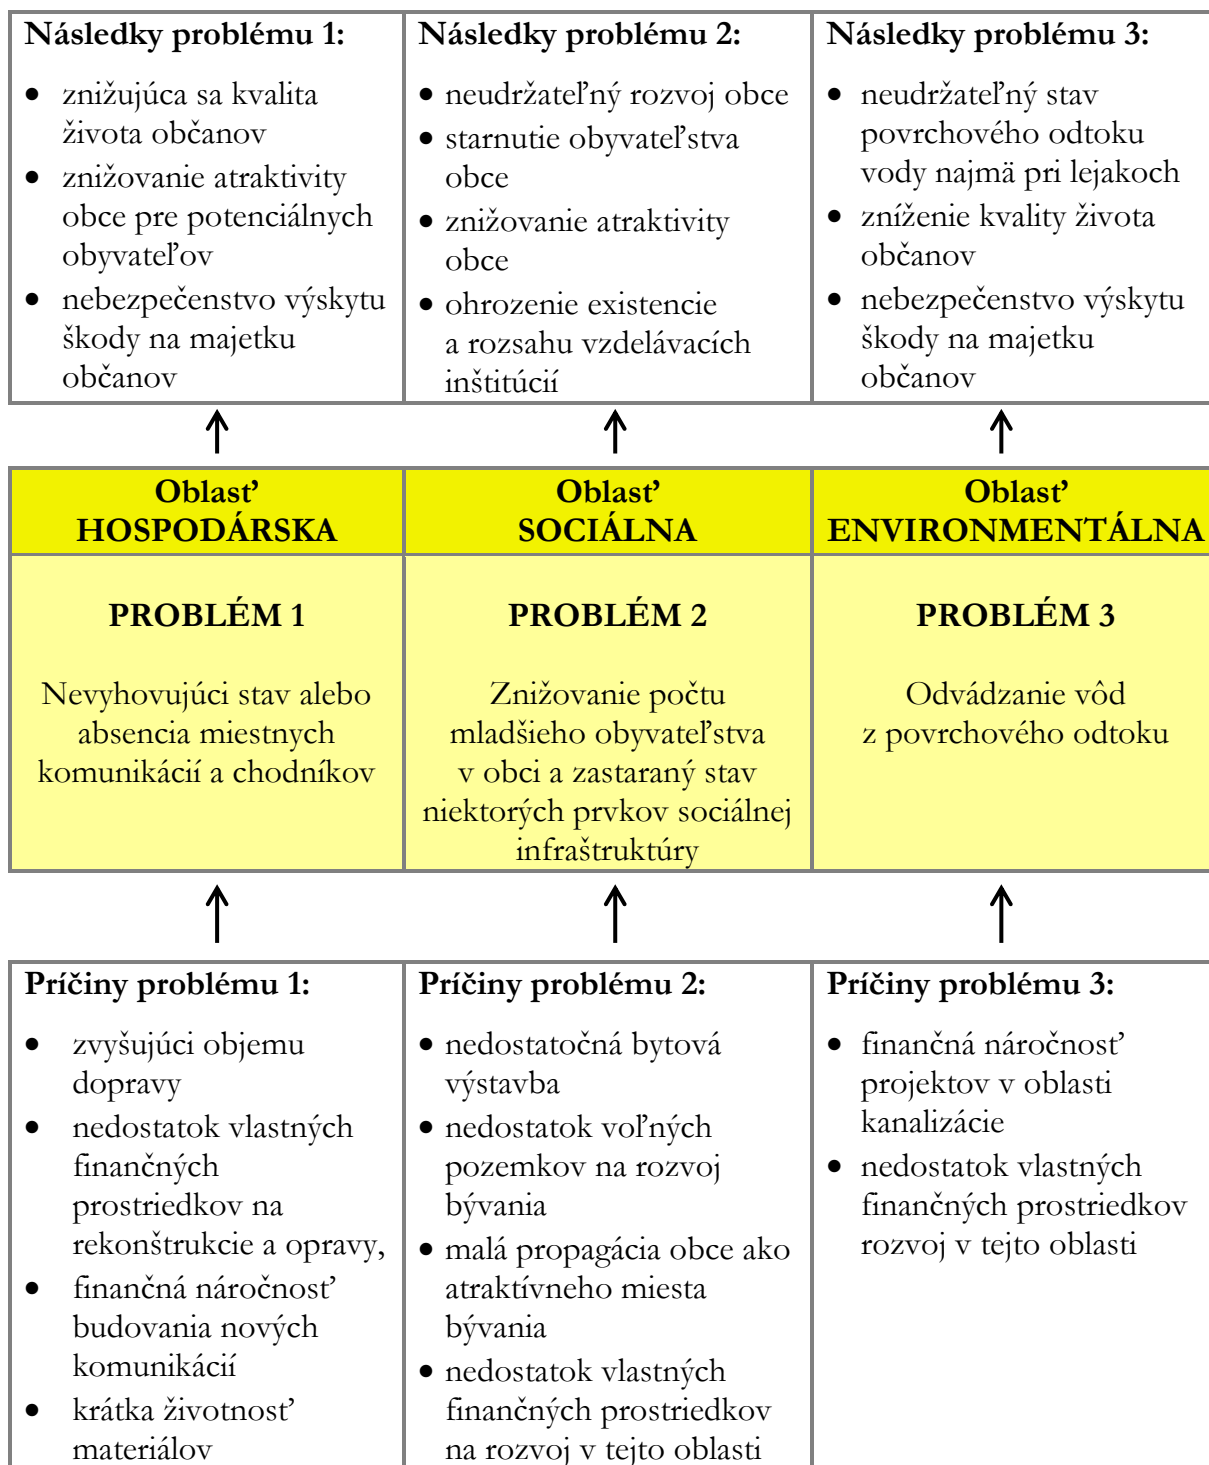 Následky problému 1:
• znižujúca sa kvalita
života občanov
• znižovanie atraktivity
obce pre potenciálnych
obyvateľov
• nebezpečenstvo výskytu
škody na majetku
občanov
Následky problému 2:
• neudržateľný rozvoj obce
• starnutie obyvateľstva
obce
• znižovanie atraktivity
obce
• ohrozenie existencie
a rozsahu vzdelávacích
inštitúcií
Následky problému 3:
• neudržateľný stav
povrchového odtoku
vody najmä pri lejakoch
• zníženie kvality života
občanov
• nebezpečenstvo výskytu
škody na majetku
občanov
Oblasť
HOSPODÁRSKA
Oblasť
SOCIÁLNA
Oblasť
ENVIRONMENTÁLNA
PROBLÉM 1
Nevyhovujúci stav alebo
absencia miestnych
komunikácií a chodníkov
PROBLÉM 2
Znižovanie počtu
mladšieho obyvateľstva
v obci a zastaraný stav
niektorých prvkov sociálnej
infraštruktúry
PROBLÉM 3
Odvádzanie vôd
z povrchového odtoku
Príčiny problému 1:
• zvyšujúci objemu
dopravy
• nedostatok vlastných
finančných
prostriedkov na
rekonštrukcie a opravy,
• finančná náročnosť
budovania nových
komunikácií
• krátka životnosť
materiálov
Príčiny problému 2:
• nedostatočná bytová
výstavba
• nedostatok voľných
pozemkov na rozvoj
bývania
• malá propagácia obce ako
atraktívneho miesta
bývania
• nedostatok vlastných
finančných prostriedkov
na rozvoj v tejto oblasti
Príčiny problému 3:
• finančná náročnosť
projektov v oblasti
kanalizácie
• nedostatok vlastných
finančných prostriedkov
rozvoj v tejto oblasti